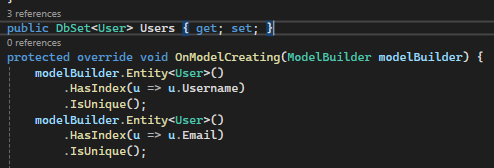 }
3 references
public DbSet<User> Users { get; set; }
0 references
protected override void OnModelCreating(ModelBuilder modelBuilder) {
modelBuilder.Entity<User>()
.HasIndex(u => u.Username)
.IsUnique();
modelBuilder.Entity<User>()
.HasIndex(u => u.Email)
.IsUnique();